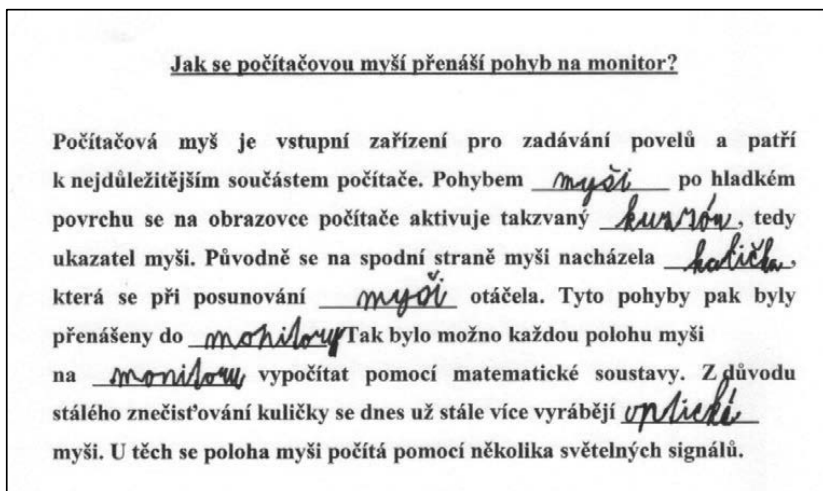 Jak se počítačovou myší přenáší pohyb na monitor?
Počítačová myš je vstupní zařízení pro zadávání povelů a patří
k nejdůležitějším součástem počítače. Pohybem myši po hladkém
povrchu se na obrazovce počítače aktivuje takzvaný kurzón, tedy
ukazatel myši. Původně se na spodní straně myši nacházela , 
která se při posunování myši otáčela. Tyto pohyby pak byly
přenášeny do monitory Tak bylo možno každou polohu myši
na monitoru vypočítat pomocí matematické soustavy. Z důvodu
stálého znečisťování kuličky se dnes už stále více vyrábějí optické
myši. U těch se poloha myši počítá pomocí několika světelných signálů.